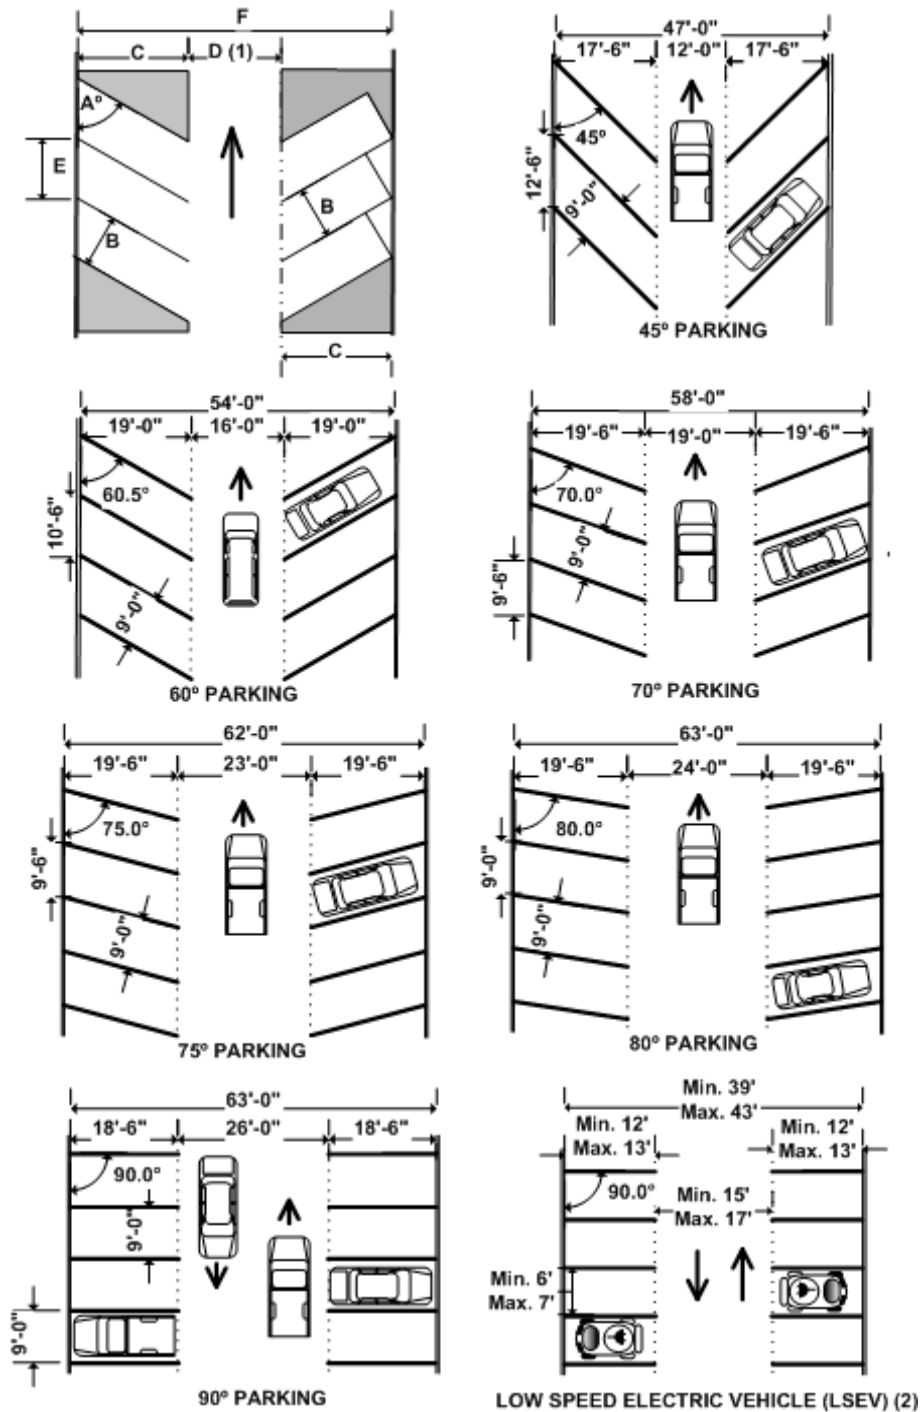 F
C
D (1)
A°
E
B
B
C
47'-0"
17'-6" 12'-0" 17'-6"
45°
12'-6"
9'-0"
45° PARKING
54'-0"
19'-0" 16'-0" 19'-0"
60.5°
10'-6"
9'-0"
60° PARKING
58'-0"
19'-6" 19'-0" 19'-6"
70.0°
9'-0"
9'-6"
70° PARKING
62'-0"
19'-6" 23'-0" 19'-6"
75.0°
9'-6"
9'-0"
75° PARKING
63'-0"
19'-6" 24'-0" 19'-6"
80.0°
9'-0"
9'-0"
80° PARKING
63'-0"
18'-6" 26'-0" 18'-6"
90.0°
9'-0"
9'-0"
90° PARKING
Min. 39'
Max. 43'
Min. 12'
Max. 13'
Min. 12'
Max. 13'
90.0°
Min. 15'
Max. 17'
Min. 6'
Max. 7'
LOW SPEED ELECTRIC VEHICLE (LSEV) (2)